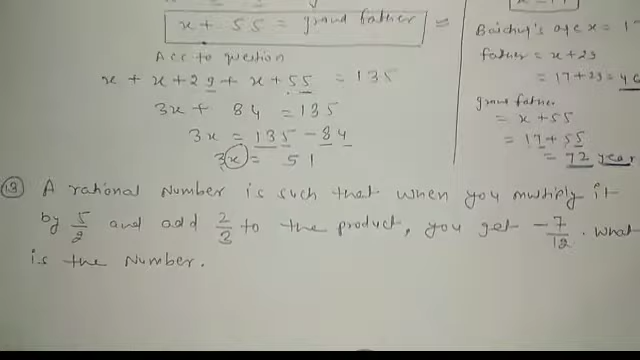 x + 55 = grand father =
Acc to question
x + x+29 + x+55 = 135
3x + 84 = 135
3x = 135 - 84
3x = 51
Baichung's age x = 1
father = x+29
= 17+29 = 46
grand father
= x+55
= 17+55
= 72 year
13 A rational number is such that when you multiply it
by 5/2 and add 2/3 to the product, you get -7/12. What
is the number.